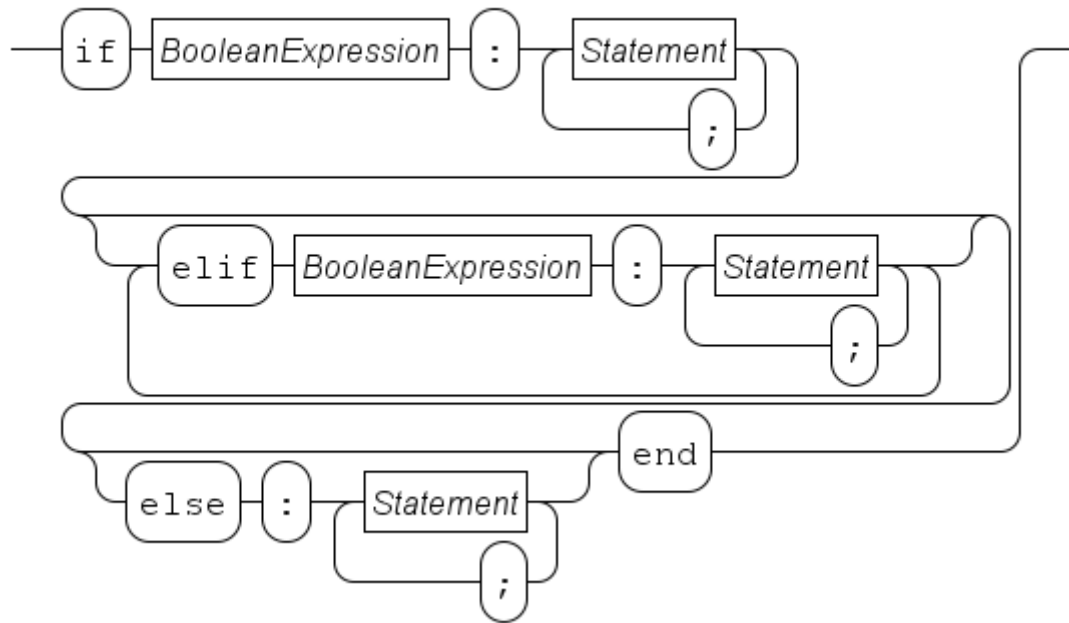 if BooleanExpression : Statement
;
elif BooleanExpression : Statement
;
end
else : Statement
;